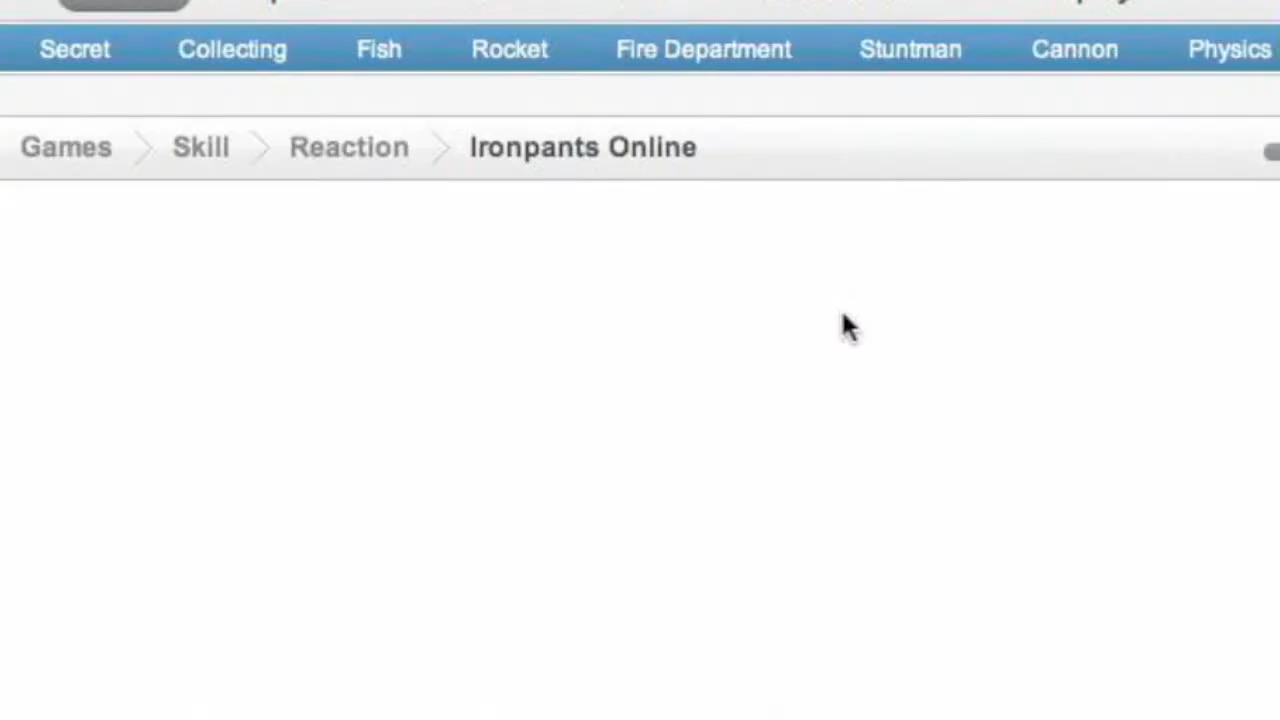 Secret Collecting Fish Rocket Fire Department Stuntman Cannon Physics
Games Skill Reaction Ironpants Online